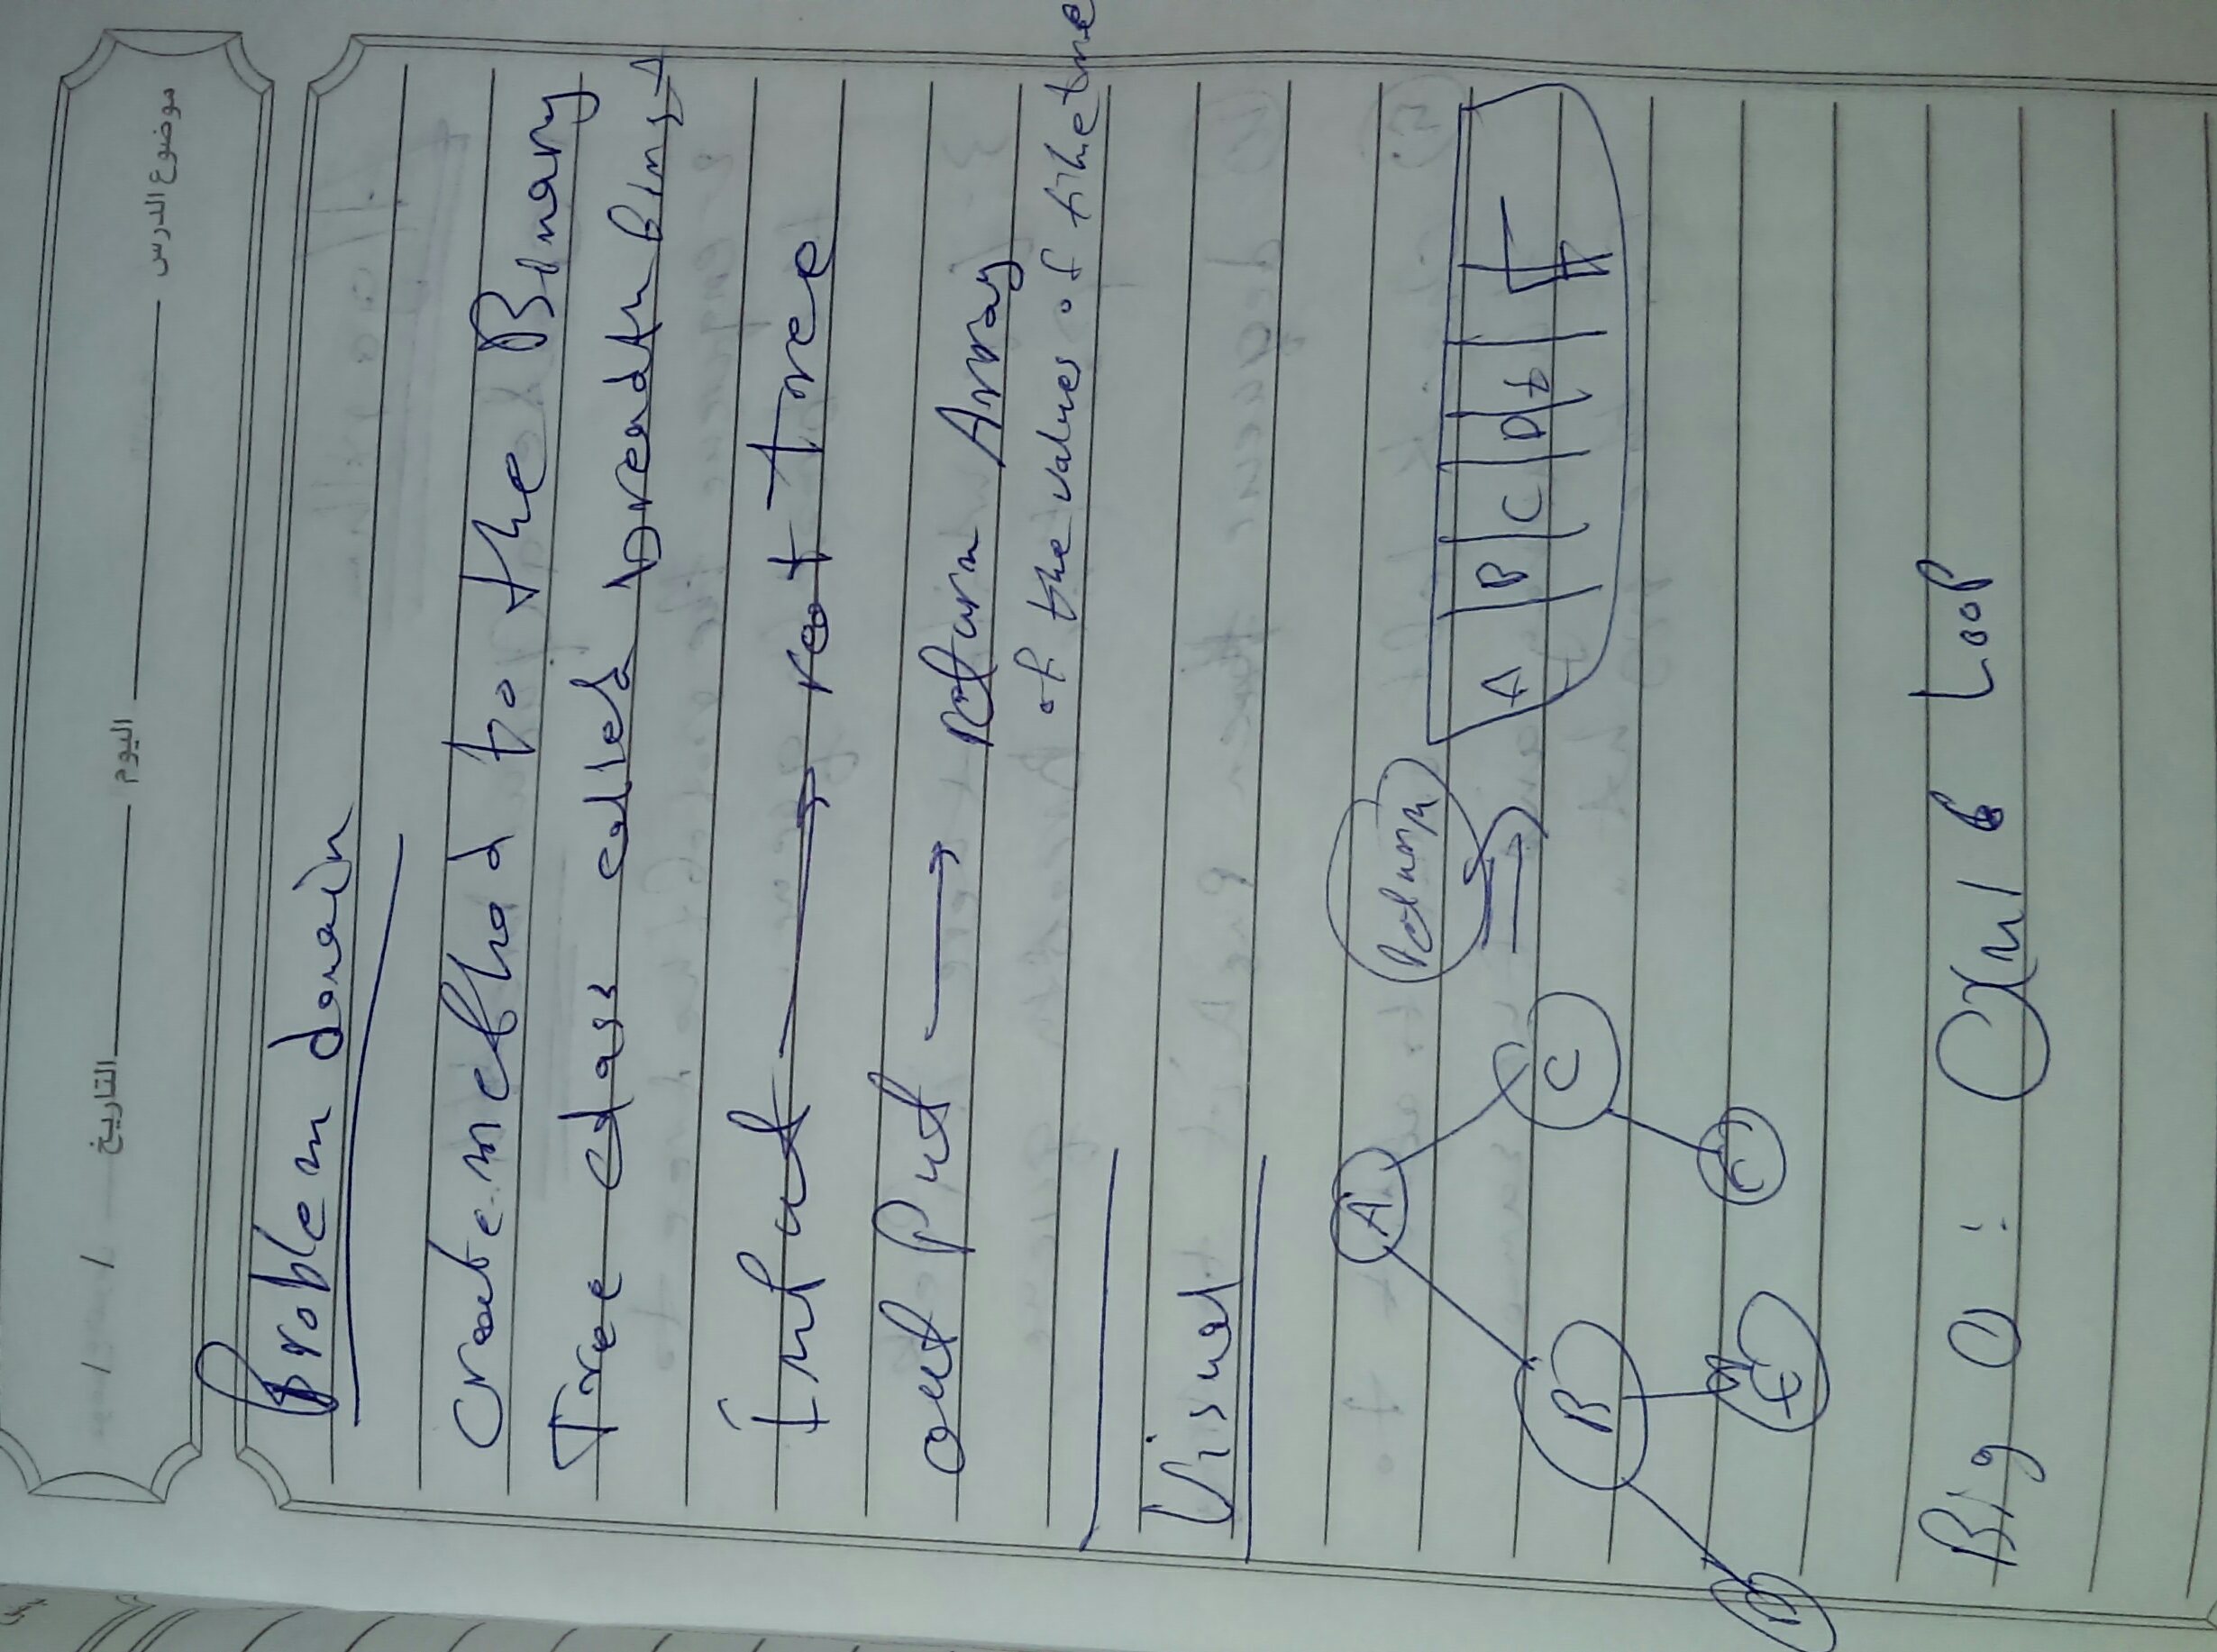 موضوع الدرس
اليوم
التاريخ
Problem domain
Create method to the Binary
Tree class called breadth first
Input → root tree
out Put → return Array
of the values of the tree
Visual
Return
A B C D
A
B C
D
Big O: O(n) Loop